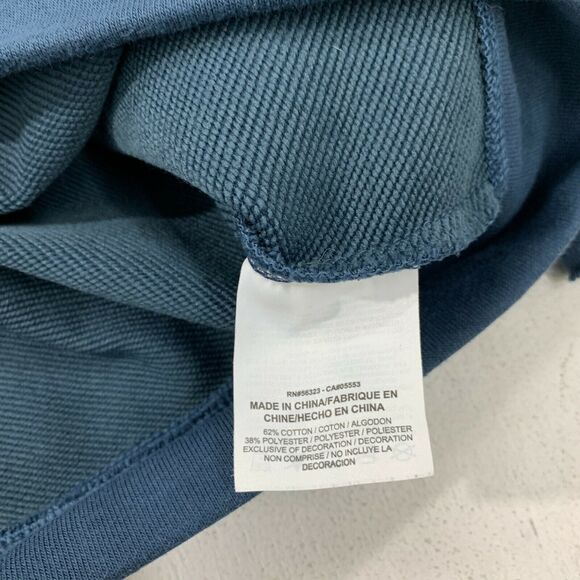 RN#56323 - CA#05553
MADE IN CHINA/FABRIQUE EN
CHINE/HECHO EN CHINA
62% COTTON / COTON / ALGODON
38% POLYESTER / POLYESTER / POLIESTER
EXCLUSIVE OF DECORATION
NON COMPRISE / NO INCLUYE LA
DECORACION